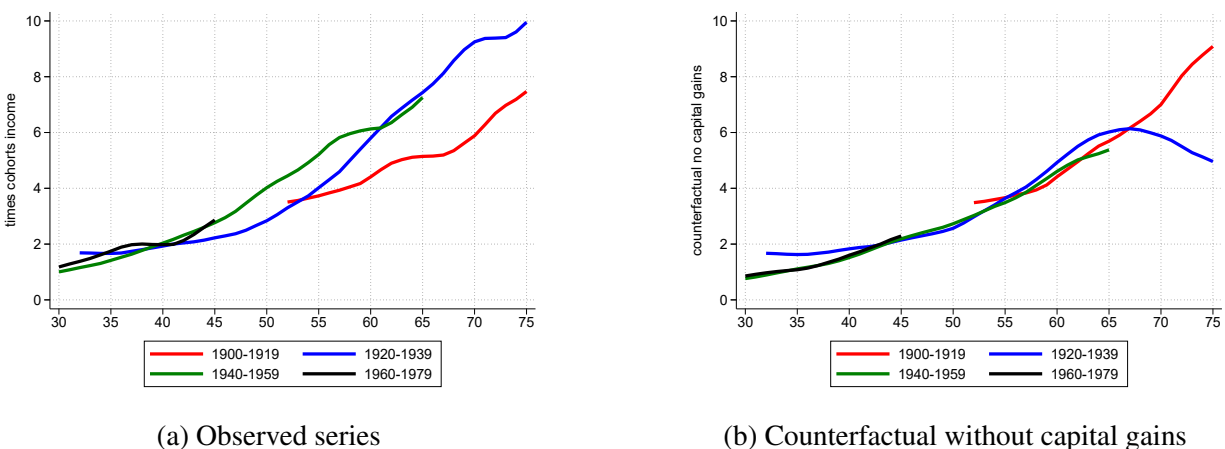 times cohorts income
10
8
6
4
2
0
30 35 40 45 50 55 60 65 70 75
1900-1919 1920-1939
1940-1959 1960-1979
(a) Observed series
counterfactual no capital gains
10
8
6
4
2
0
30 35 40 45 50 55 60 65 70 75
1900-1919 1920-1939
1940-1959 1960-1979
(b) Counterfactual without capital gains